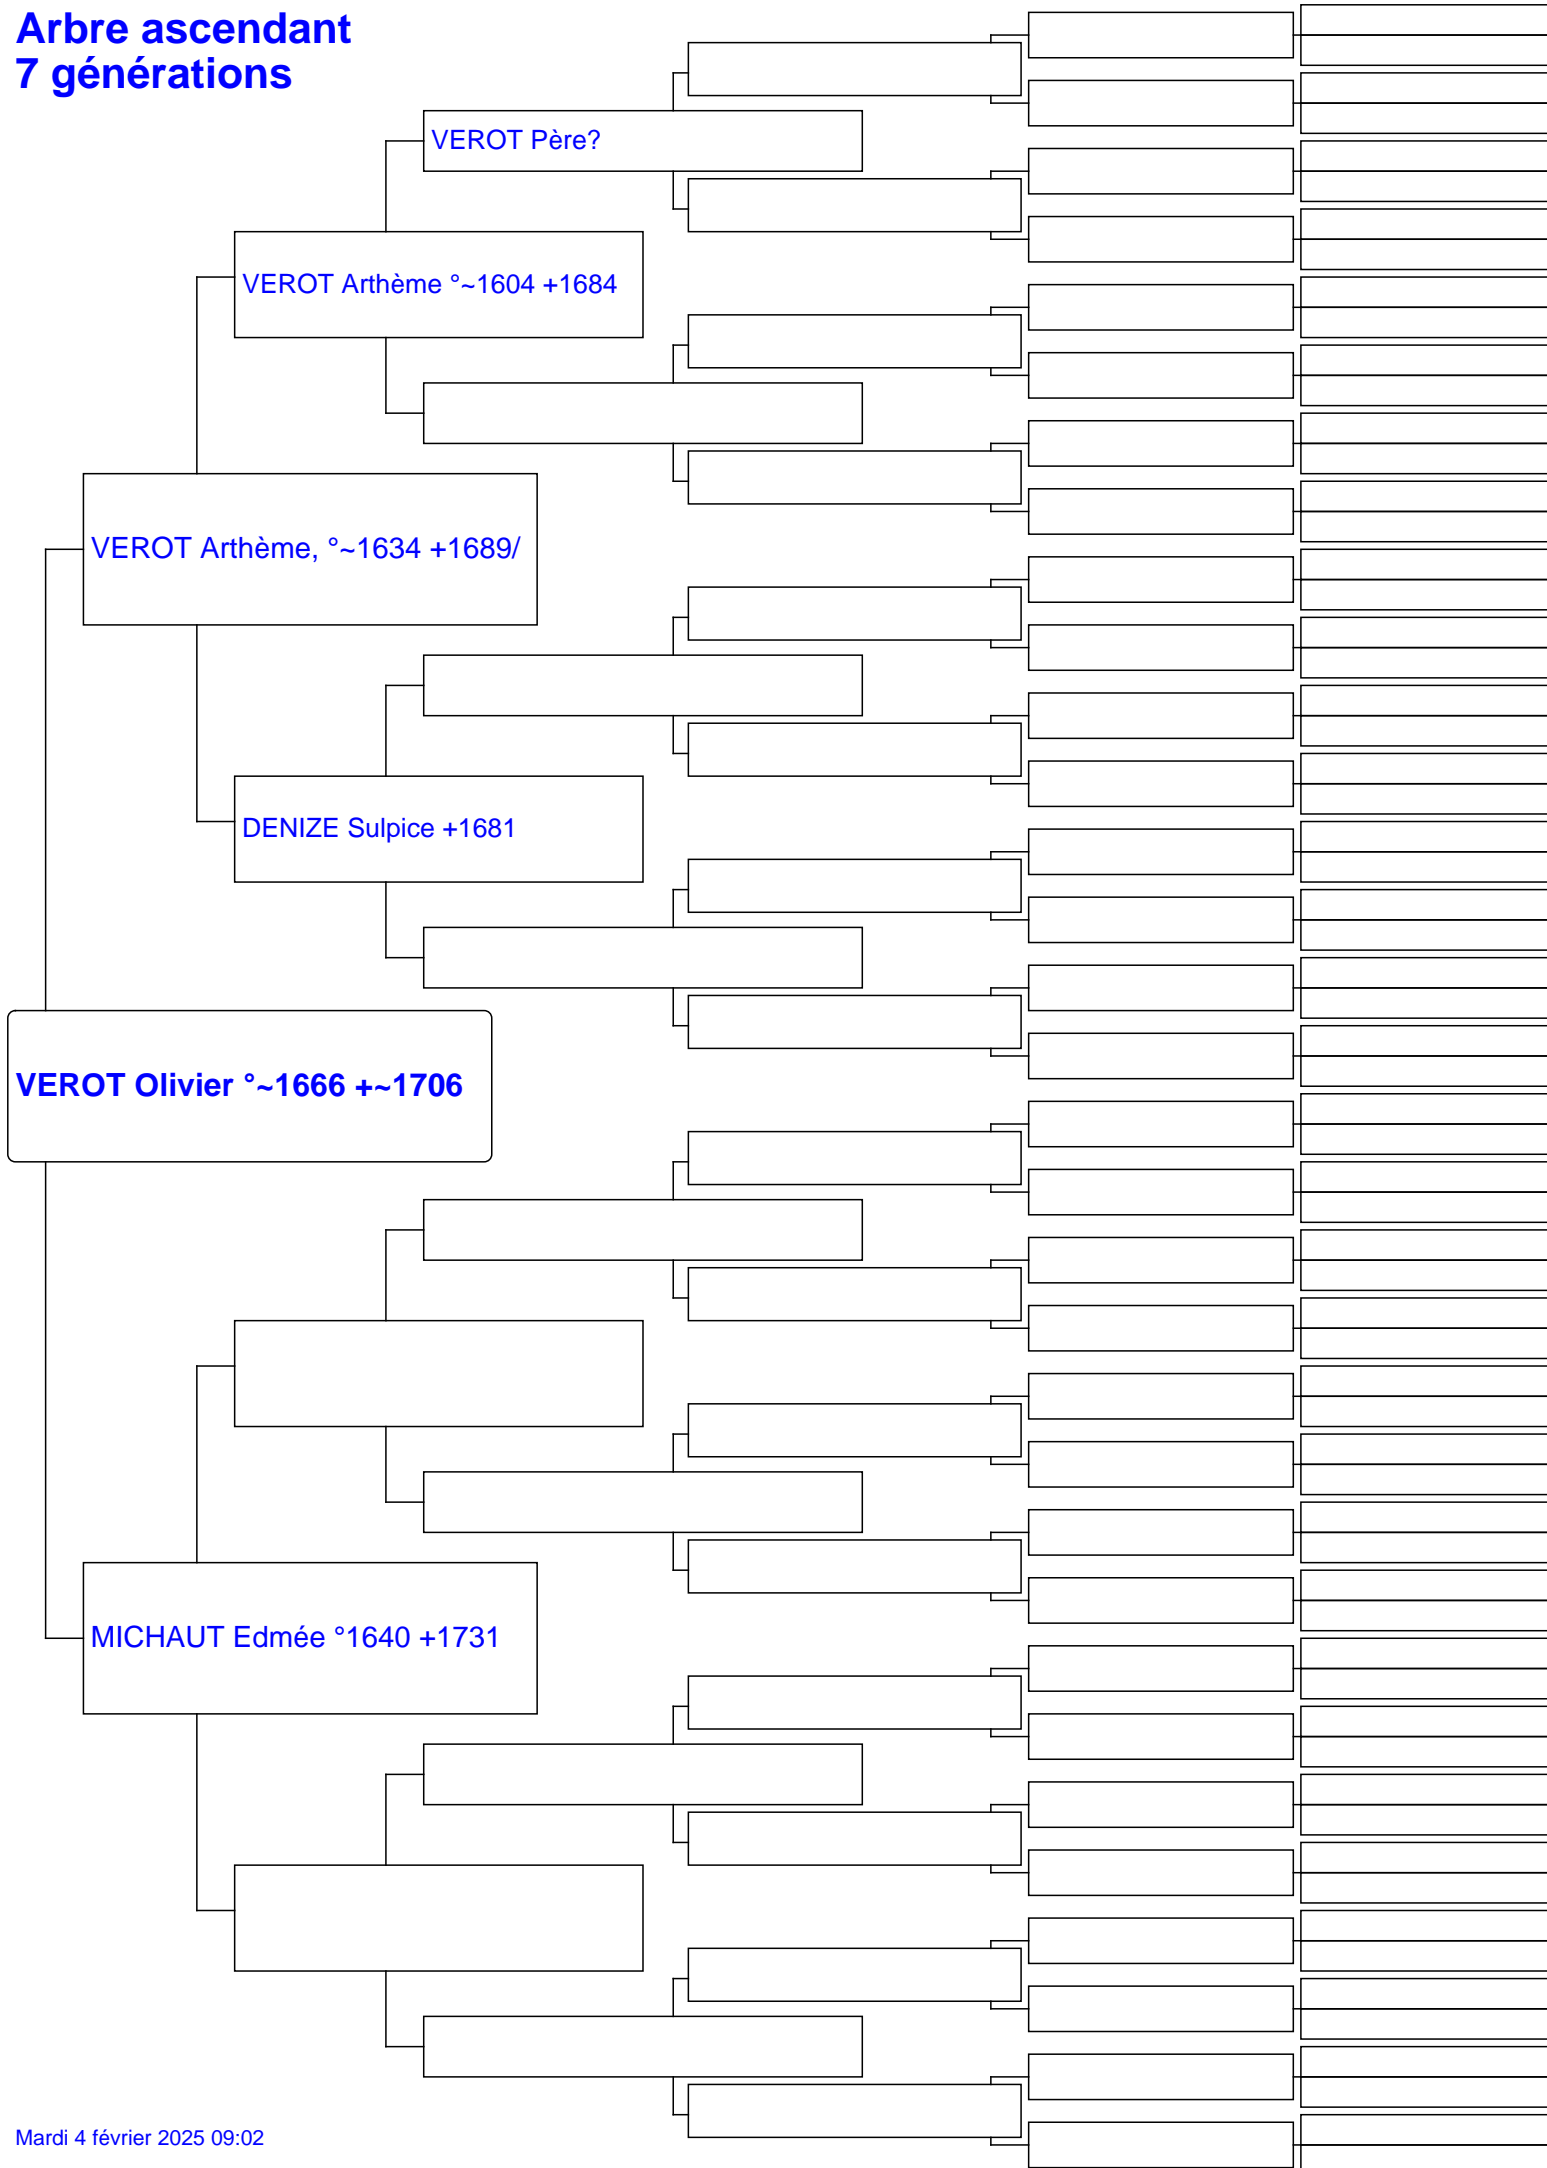 Arbre ascendant
7 générations
VEROT Père?
VEROT Arthème °~1604 +1684
VEROT Arthème, °~1634 +1689/
DENIZE Sulpice +1681
VEROT Olivier °~1666 +~1706
MICHAUT Edmée °1640 +1731
Mardi 4 février 2025 09:02